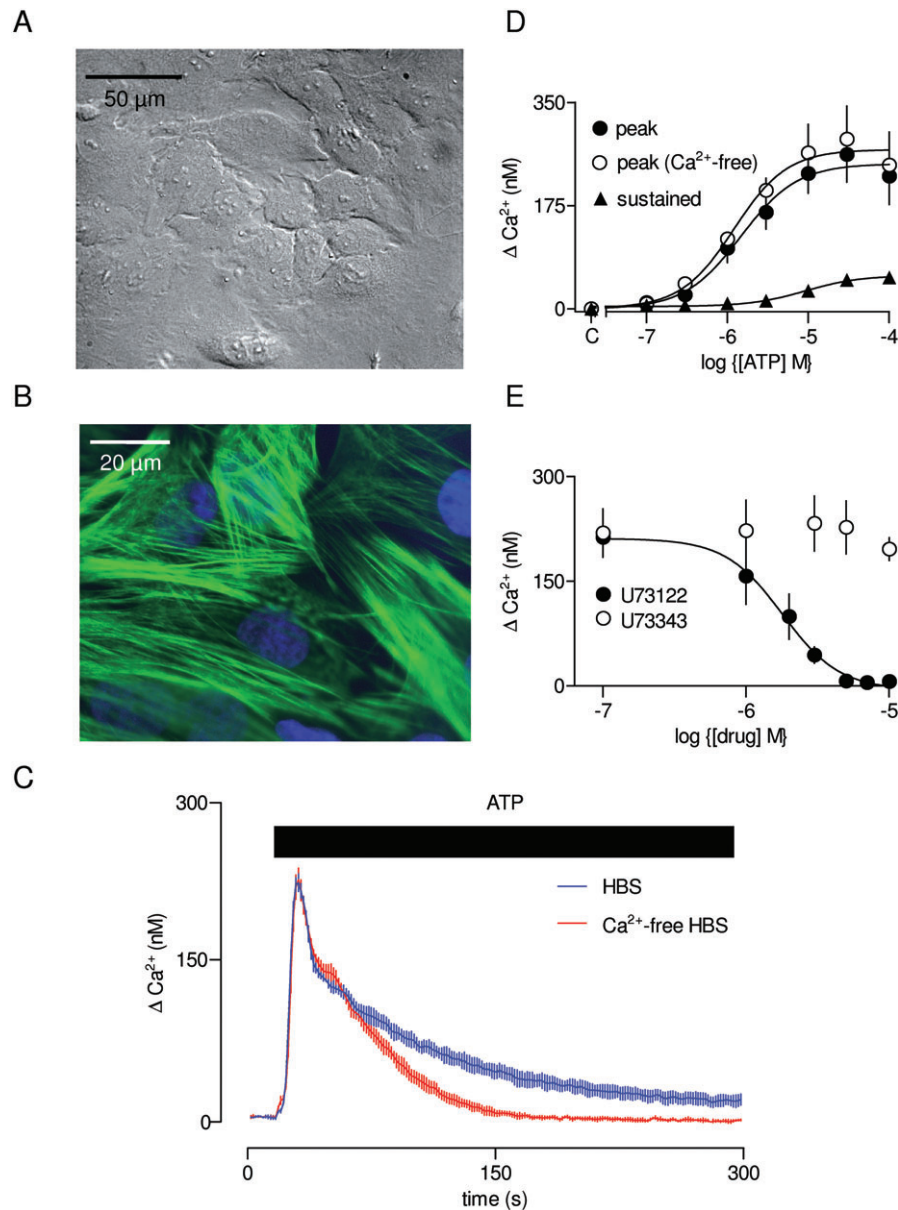 A
50 µm
B
20 µm
C
300
150
0
Δ Ca²⁺ (nM)
ATP
HBS
Ca²⁺-free HBS
0
150
300
time (s)
D
350
175
0
Δ Ca²⁺ (nM)
peak
peak (Ca²⁺-free)
sustained
C
-7
-6
-5
-4
log {[ATP] M}
E
300
150
0
Δ Ca²⁺ (nM)
U73122
U73343
-7
-6
-5
log {[drug] M}